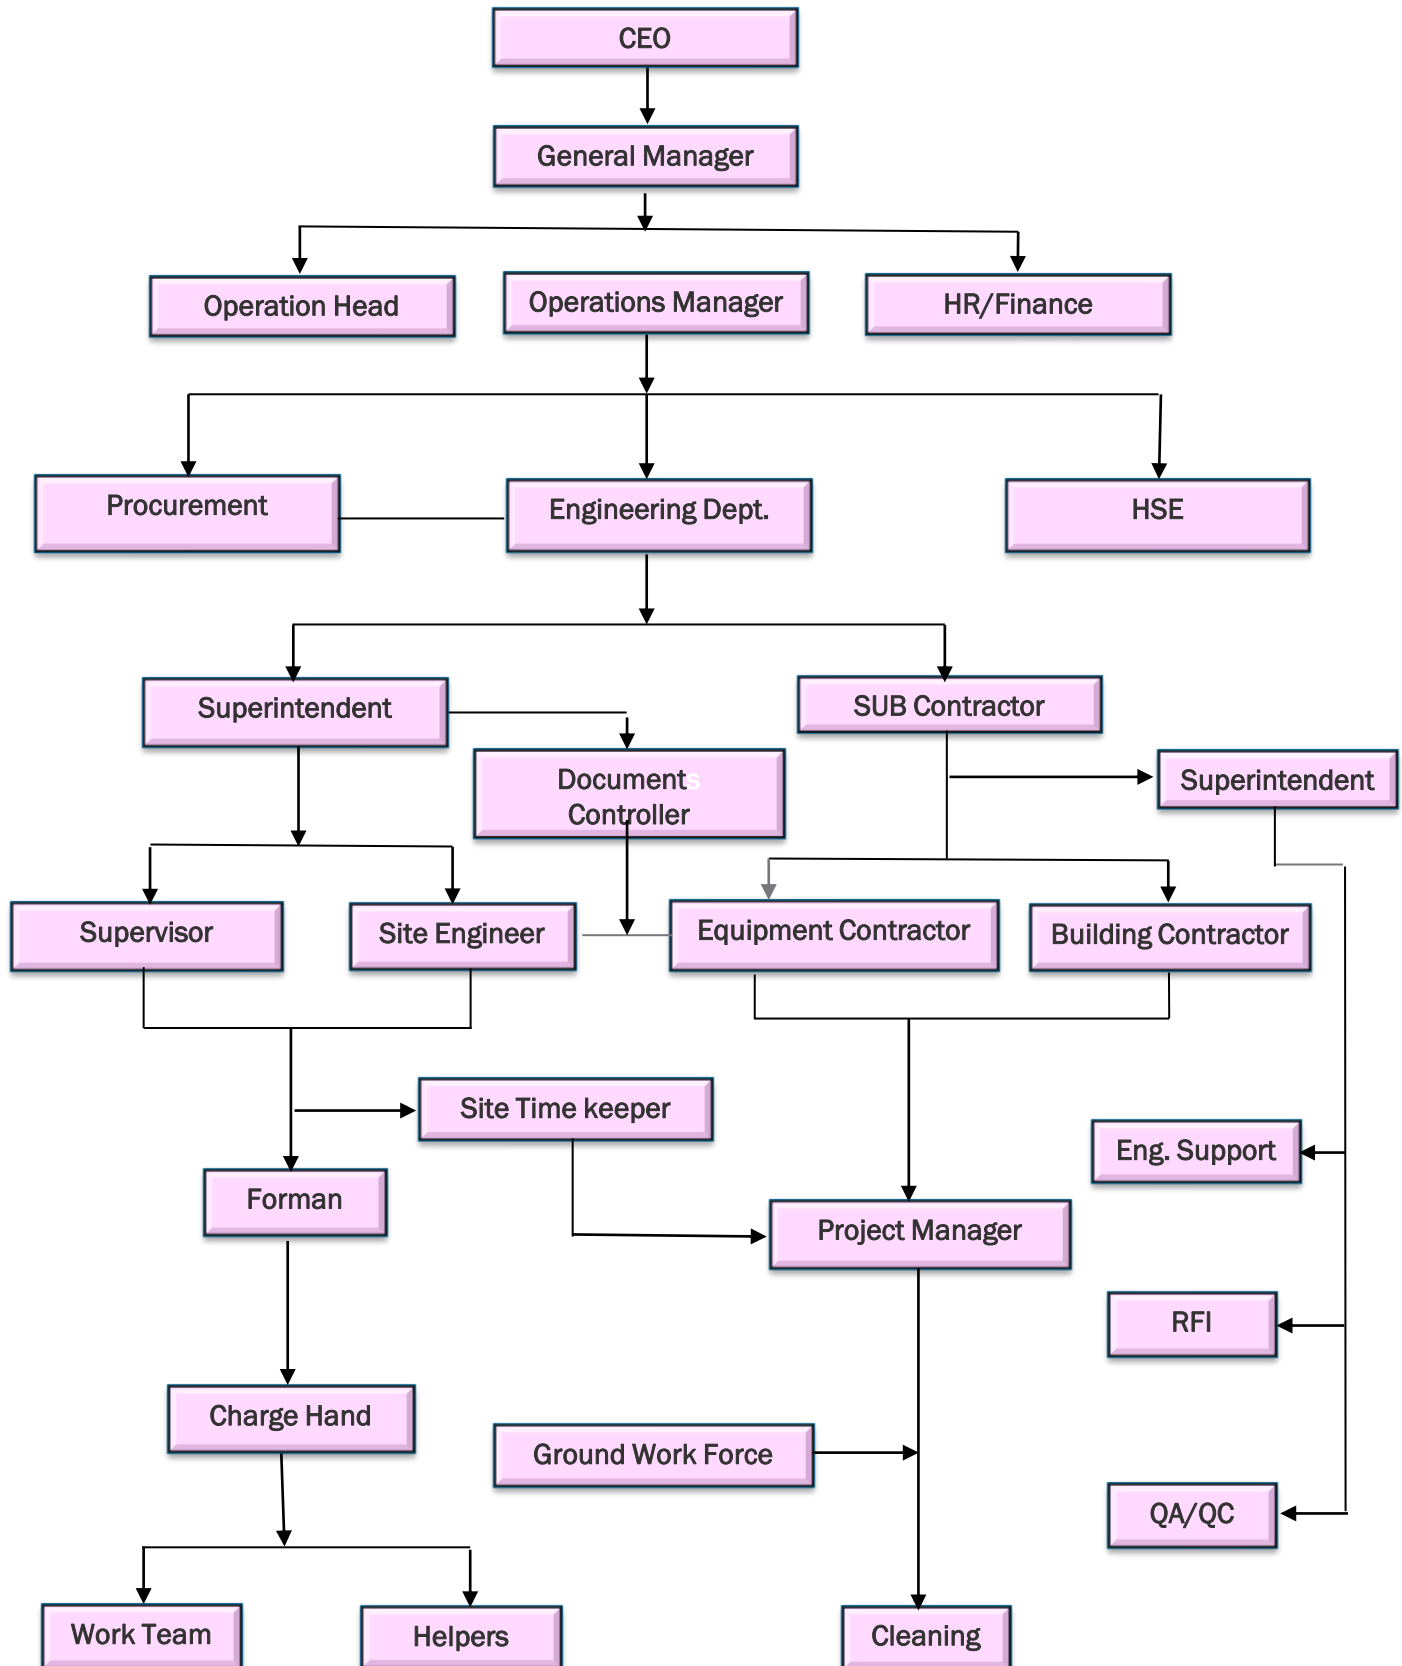 CEO
General Manager
Operation Head
Operations Manager
HR/Finance
Procurement
Engineering Dept.
HSE
Superintendent
SUB Contractor
Documents
Controller
Superintendent
Supervisor
Site Engineer
Equipment Contractor
Building Contractor
Site Time keeper
Eng. Support
Forman
Project Manager
RFI
Charge Hand
Ground Work Force
QA/QC
Work Team
Helpers
Cleaning